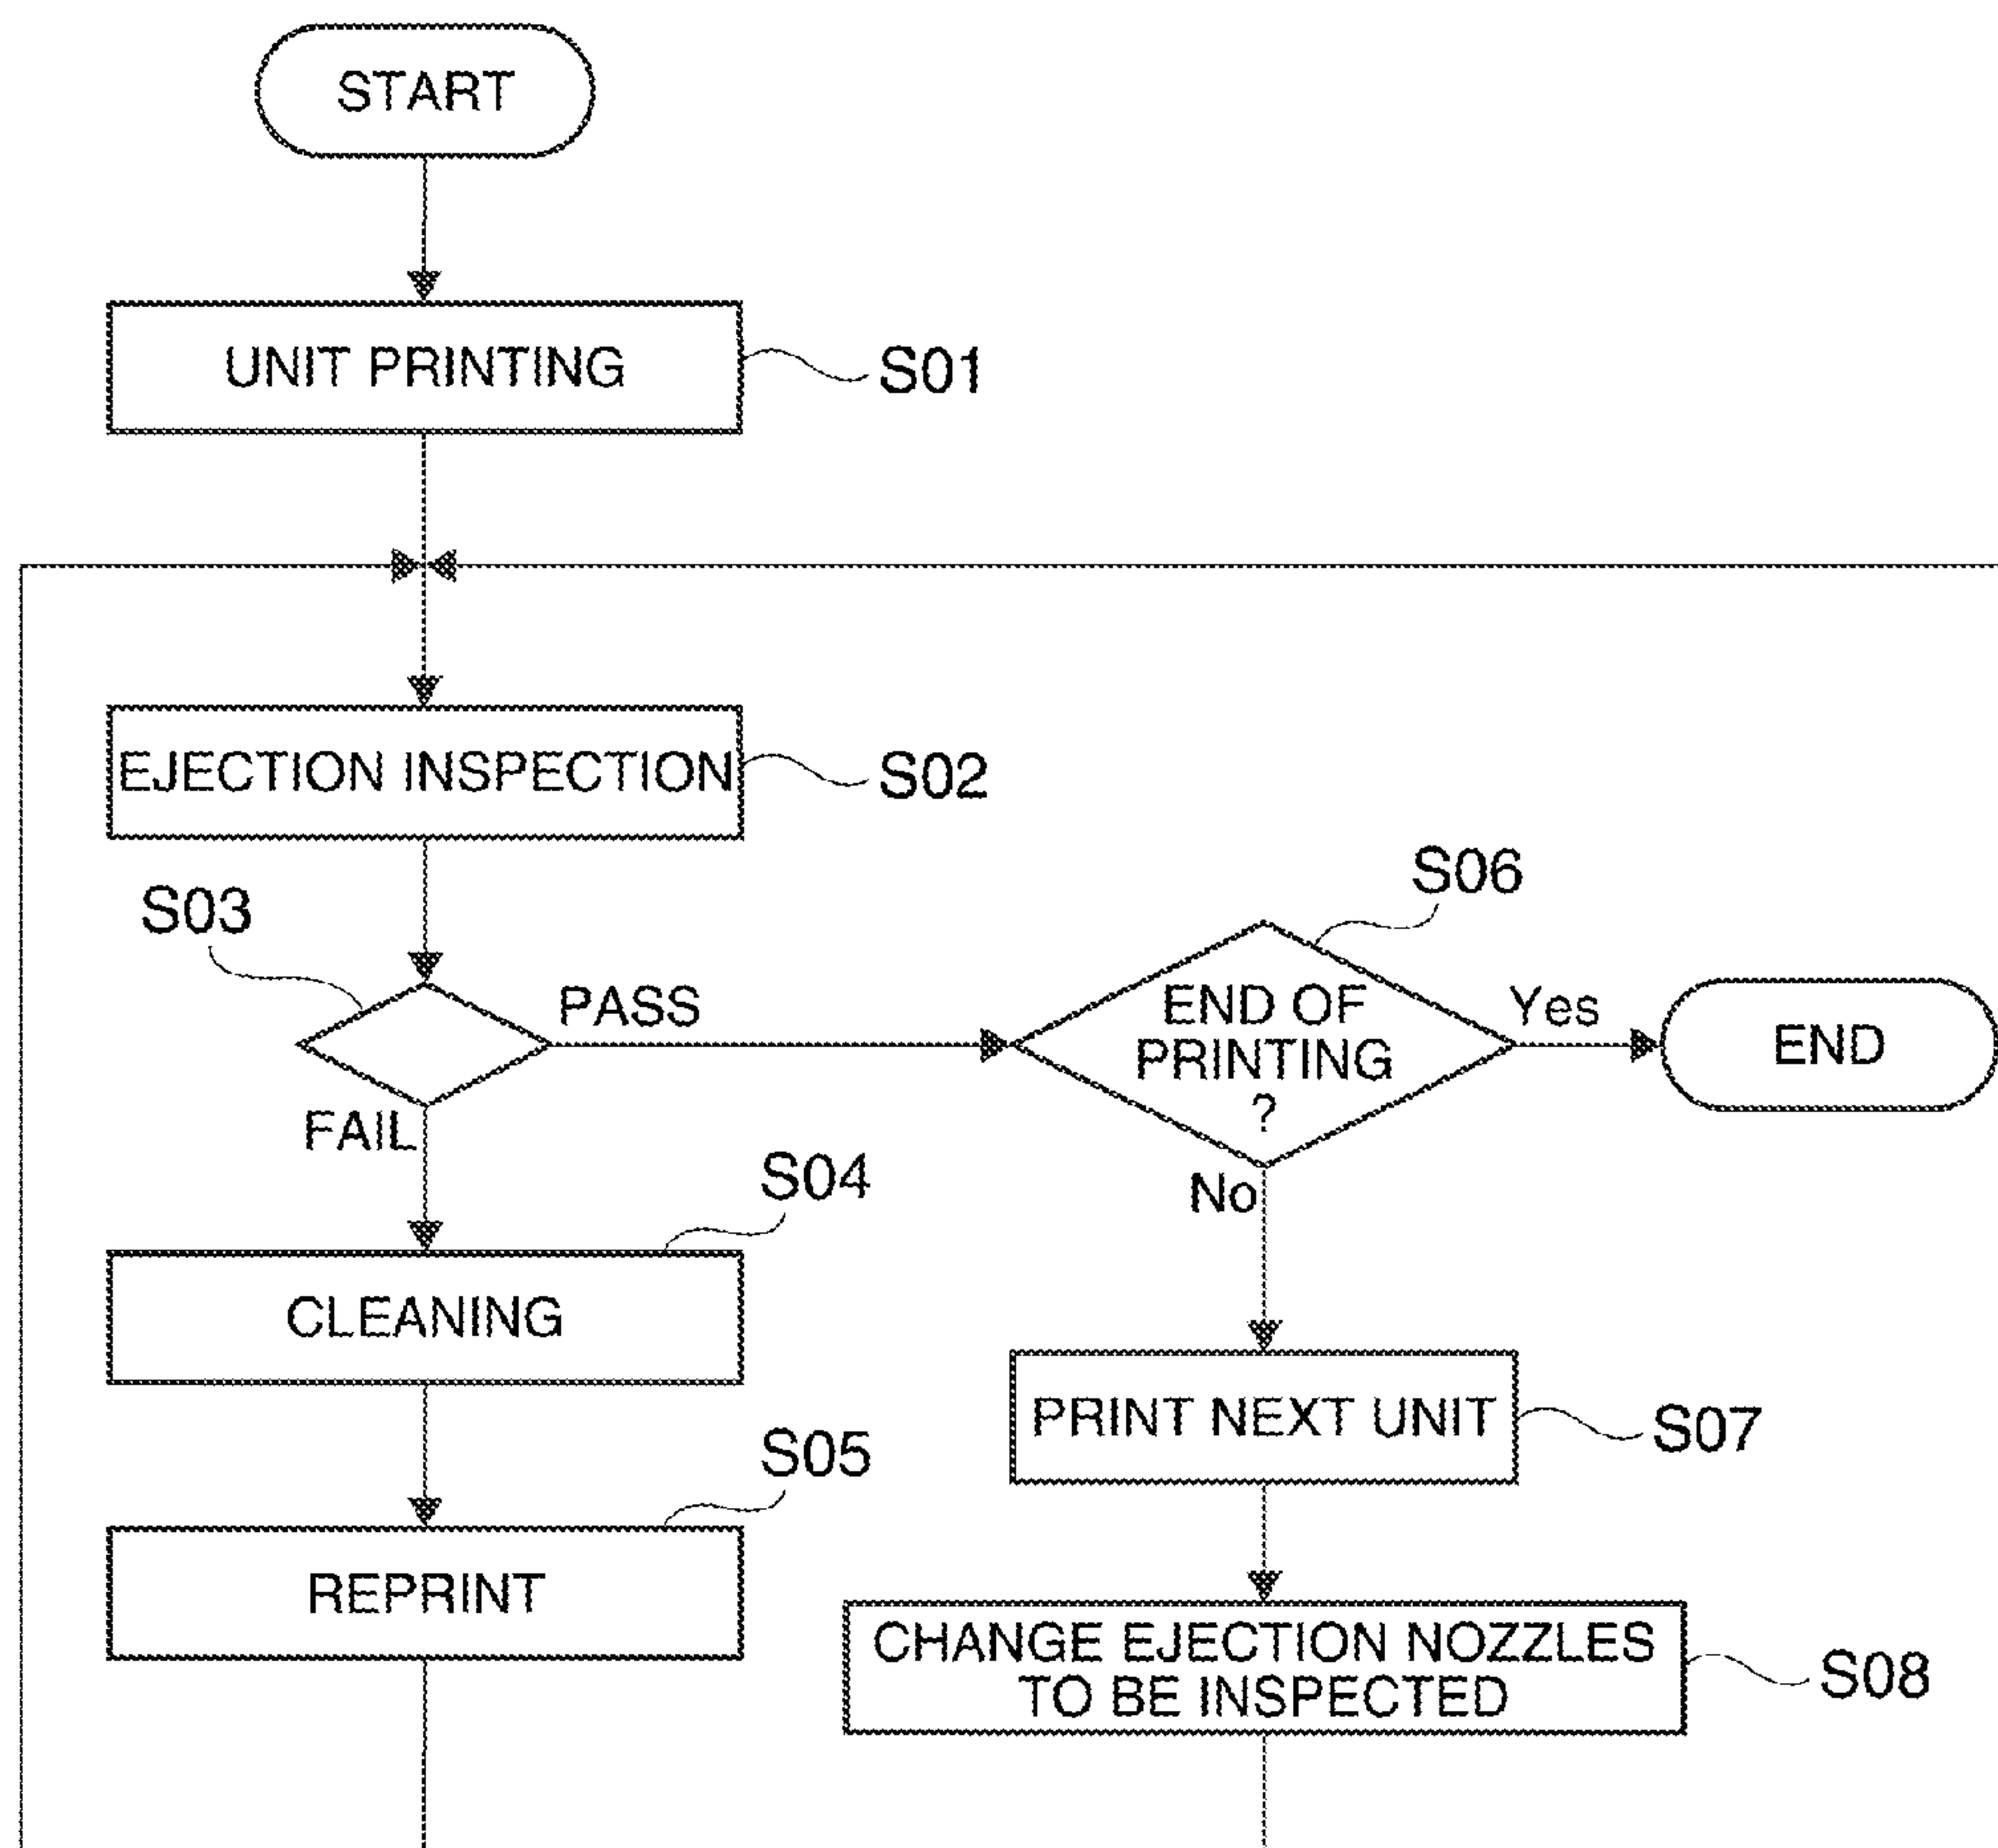 START
UNIT PRINTING
S01
EJECTION INSPECTION
S02
S03
PASS
FAIL
S06
END OF
PRINTING
?
Yes
END
No
S04
CLEANING
S05
REPRINT
PRINT NEXT UNIT
S07
CHANGE EJECTION NOZZLES
TO BE INSPECTED
S08